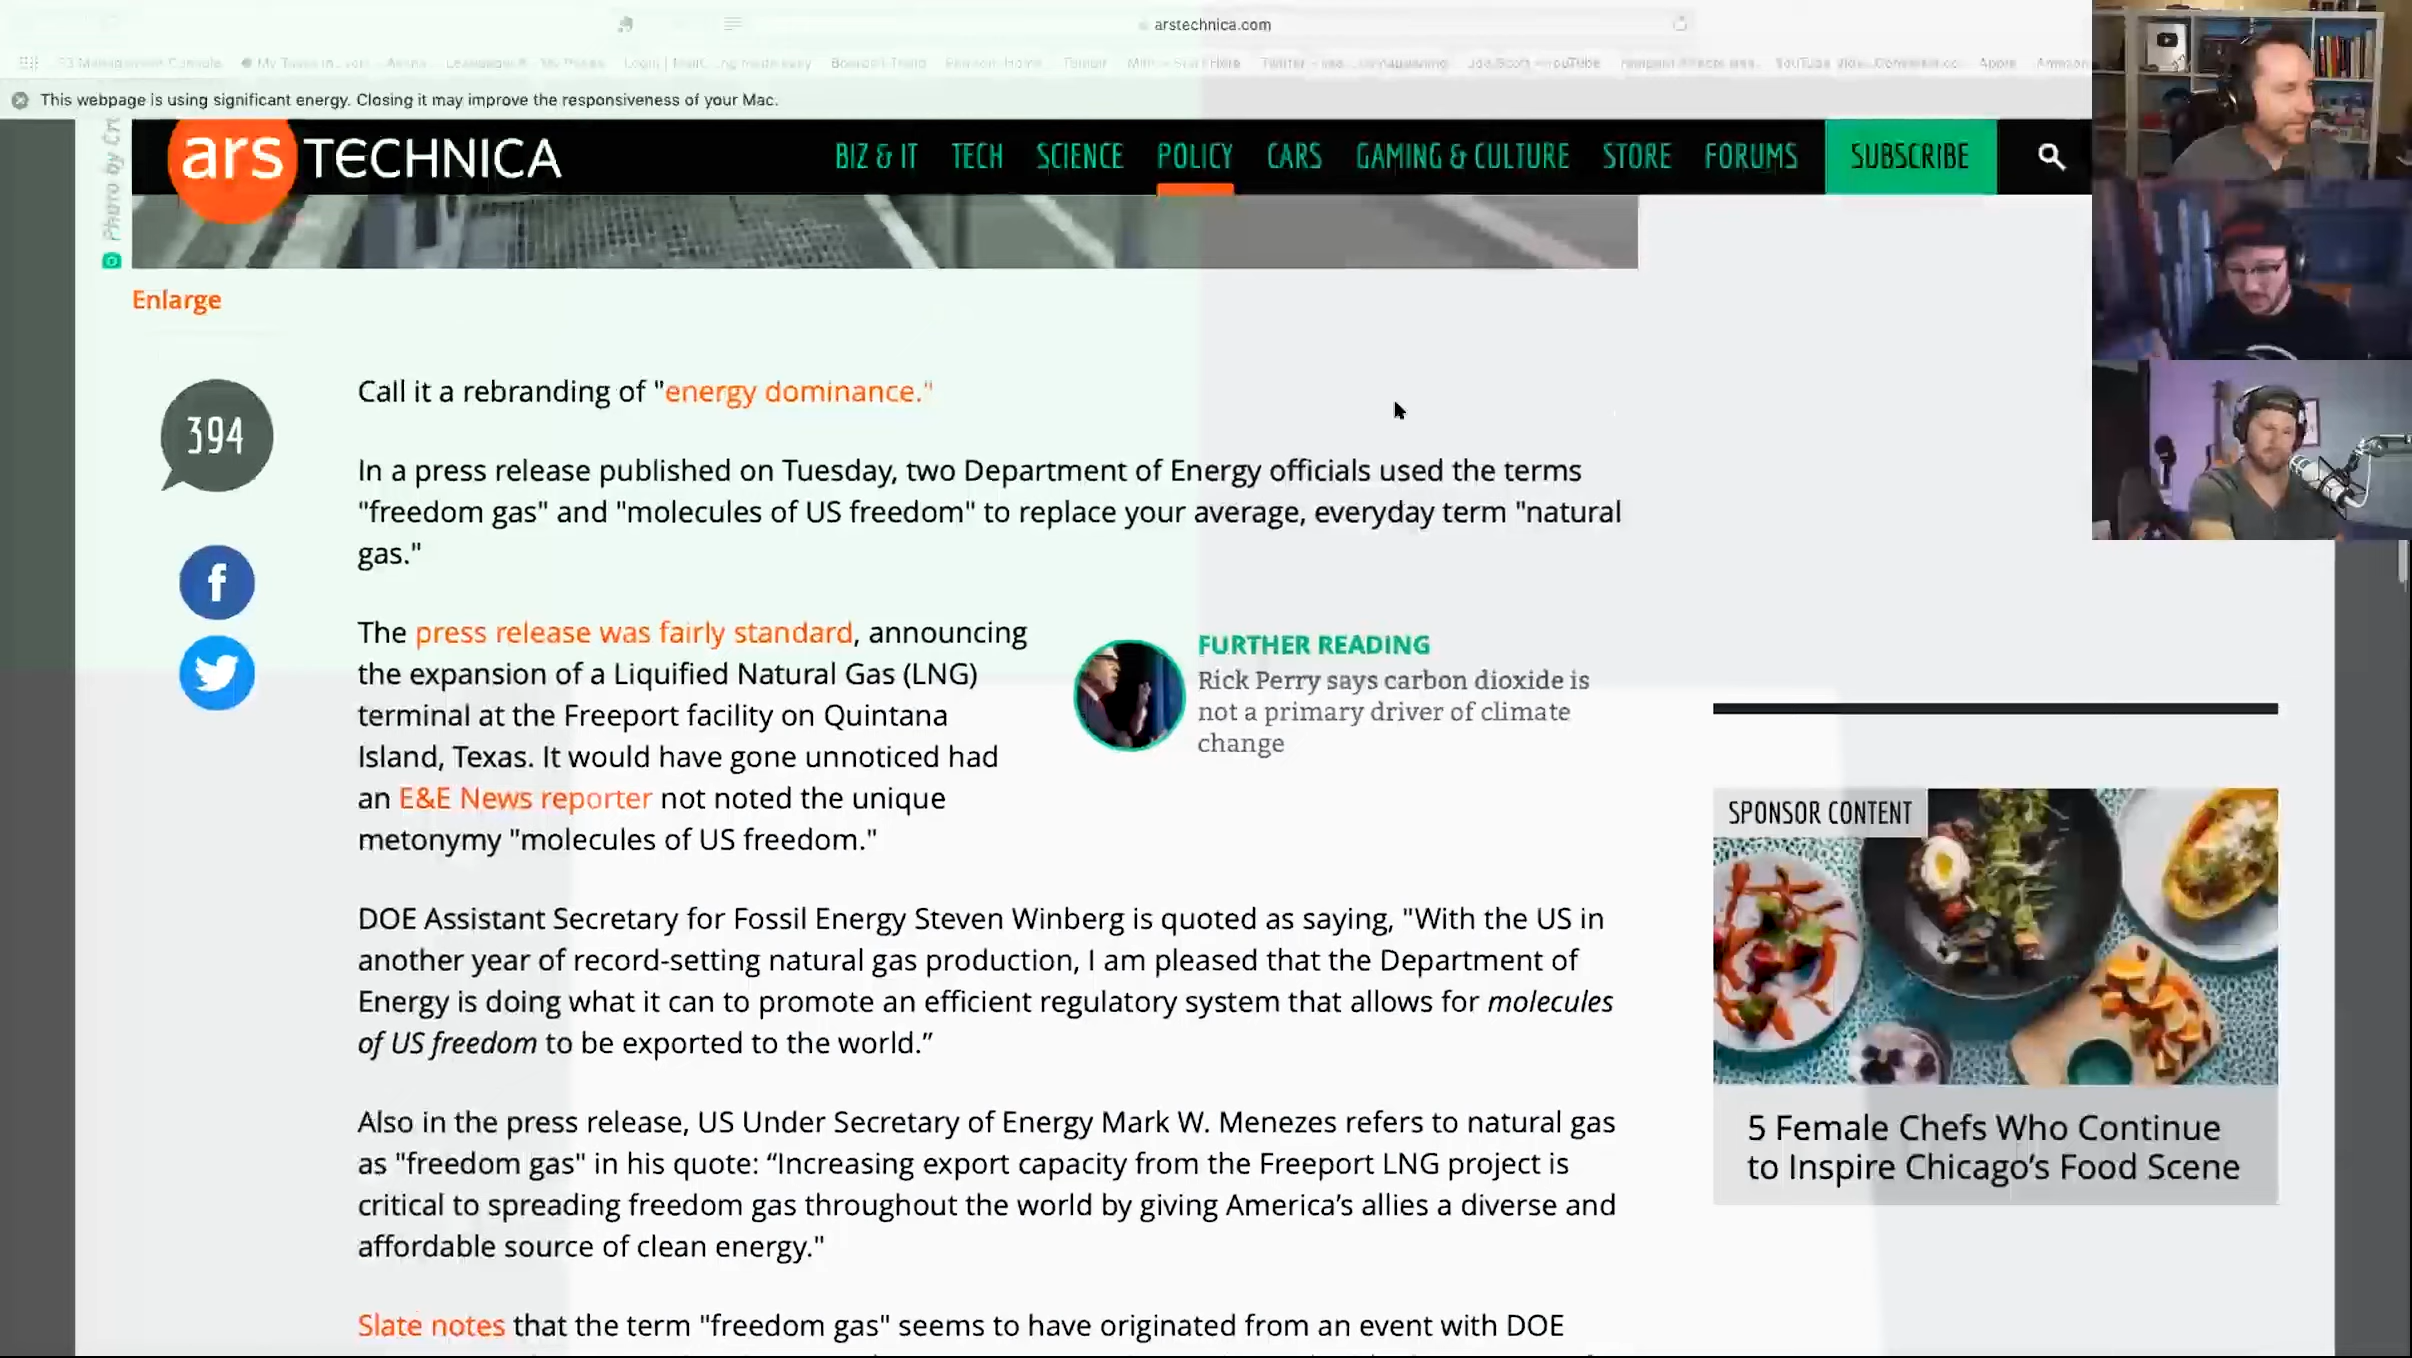 arstechnica.com
This webpage is using significant energy. Closing it may improve the responsiveness of your Mac.
ars TECHNICA
BIZ & IT TECH SCIENCE POLICY CARS GAMING & CULTURE STORE FORUMS SUBSCRIBE
Photo by
Enlarge
394
Call it a rebranding of "energy dominance."
In a press release published on Tuesday, two Department of Energy officials used the terms
"freedom gas" and "molecules of US freedom" to replace your average, everyday term "natural
gas."
The press release was fairly standard, announcing
the expansion of a Liquified Natural Gas (LNG)
terminal at the Freeport facility on Quintana
Island, Texas. It would have gone unnoticed had
an E&E News reporter not noted the unique
metonymy "molecules of US freedom."
FURTHER READING
Rick Perry says carbon dioxide is
not a primary driver of climate
change
DOE Assistant Secretary for Fossil Energy Steven Winberg is quoted as saying, "With the US in
another year of record-setting natural gas production, I am pleased that the Department of
Energy is doing what it can to promote an efficient regulatory system that allows for molecules
of US freedom to be exported to the world.”
Also in the press release, US Under Secretary of Energy Mark W. Menezes refers to natural gas
as "freedom gas" in his quote: “Increasing export capacity from the Freeport LNG project is
critical to spreading freedom gas throughout the world by giving America’s allies a diverse and
affordable source of clean energy."
Slate notes that the term "freedom gas" seems to have originated from an event with DOE
SPONSOR CONTENT
5 Female Chefs Who Continue
to Inspire Chicago’s Food Scene